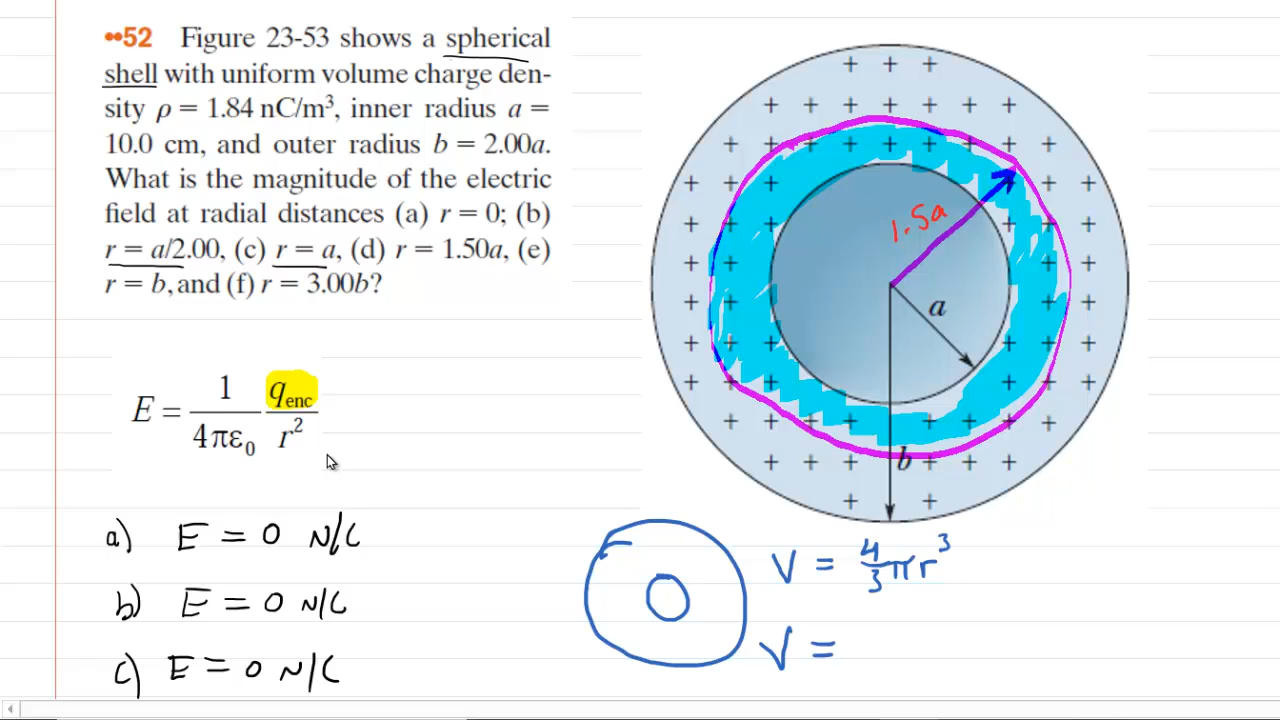 ••52 Figure 23-53 shows a spherical
shell with uniform volume charge den-
sity ρ = 1.84 nC/m³, inner radius a =
10.0 cm, and outer radius b = 2.00a.
What is the magnitude of the electric
field at radial distances (a) r = 0; (b)
r = a/2.00, (c) r = a, (d) r = 1.50a, (e)
r = b, and (f) r = 3.00b?
E = 1/4πε₀ q_enc/r²
a) E = 0 N/C
b) E = 0 N/C
c) E = 0 N/C
1.5a
a
b
V = 4/3 πr³
V =